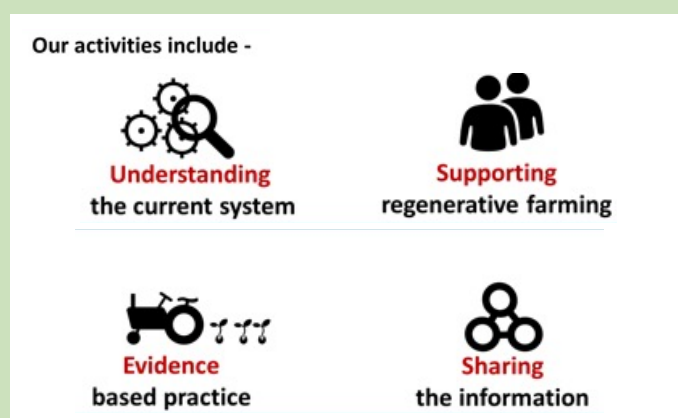 Our activities include -
Understanding
the current system
Supporting
regenerative farming
Evidence
based practice
Sharing
the information